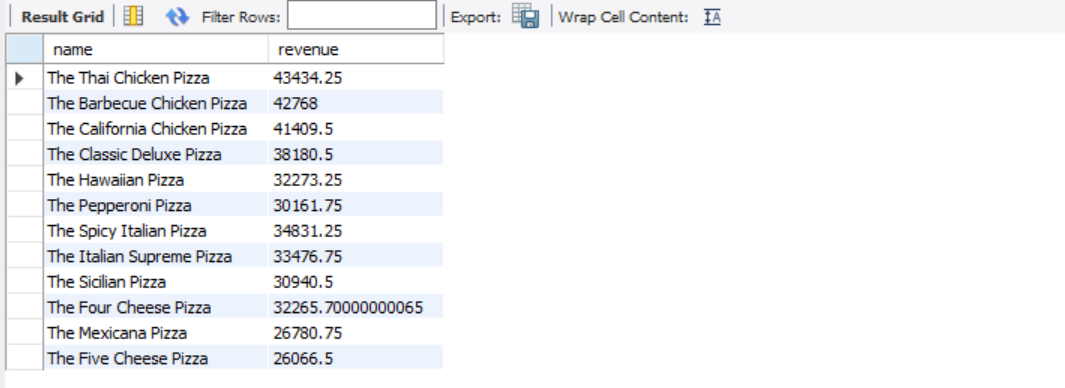 Result Grid Filter Rows: Export: Wrap Cell Content: IA
name revenue
The Thai Chicken Pizza 43434.25
The Barbecue Chicken Pizza 42768
The California Chicken Pizza 41409.5
The Classic Deluxe Pizza 38180.5
The Hawaiian Pizza 32273.25
The Pepperoni Pizza 30161.75
The Spicy Italian Pizza 34831.25
The Italian Supreme Pizza 33476.75
The Sicilian Pizza 30940.5
The Four Cheese Pizza 32265.70000000065
The Mexicana Pizza 26780.75
The Five Cheese Pizza 26066.5